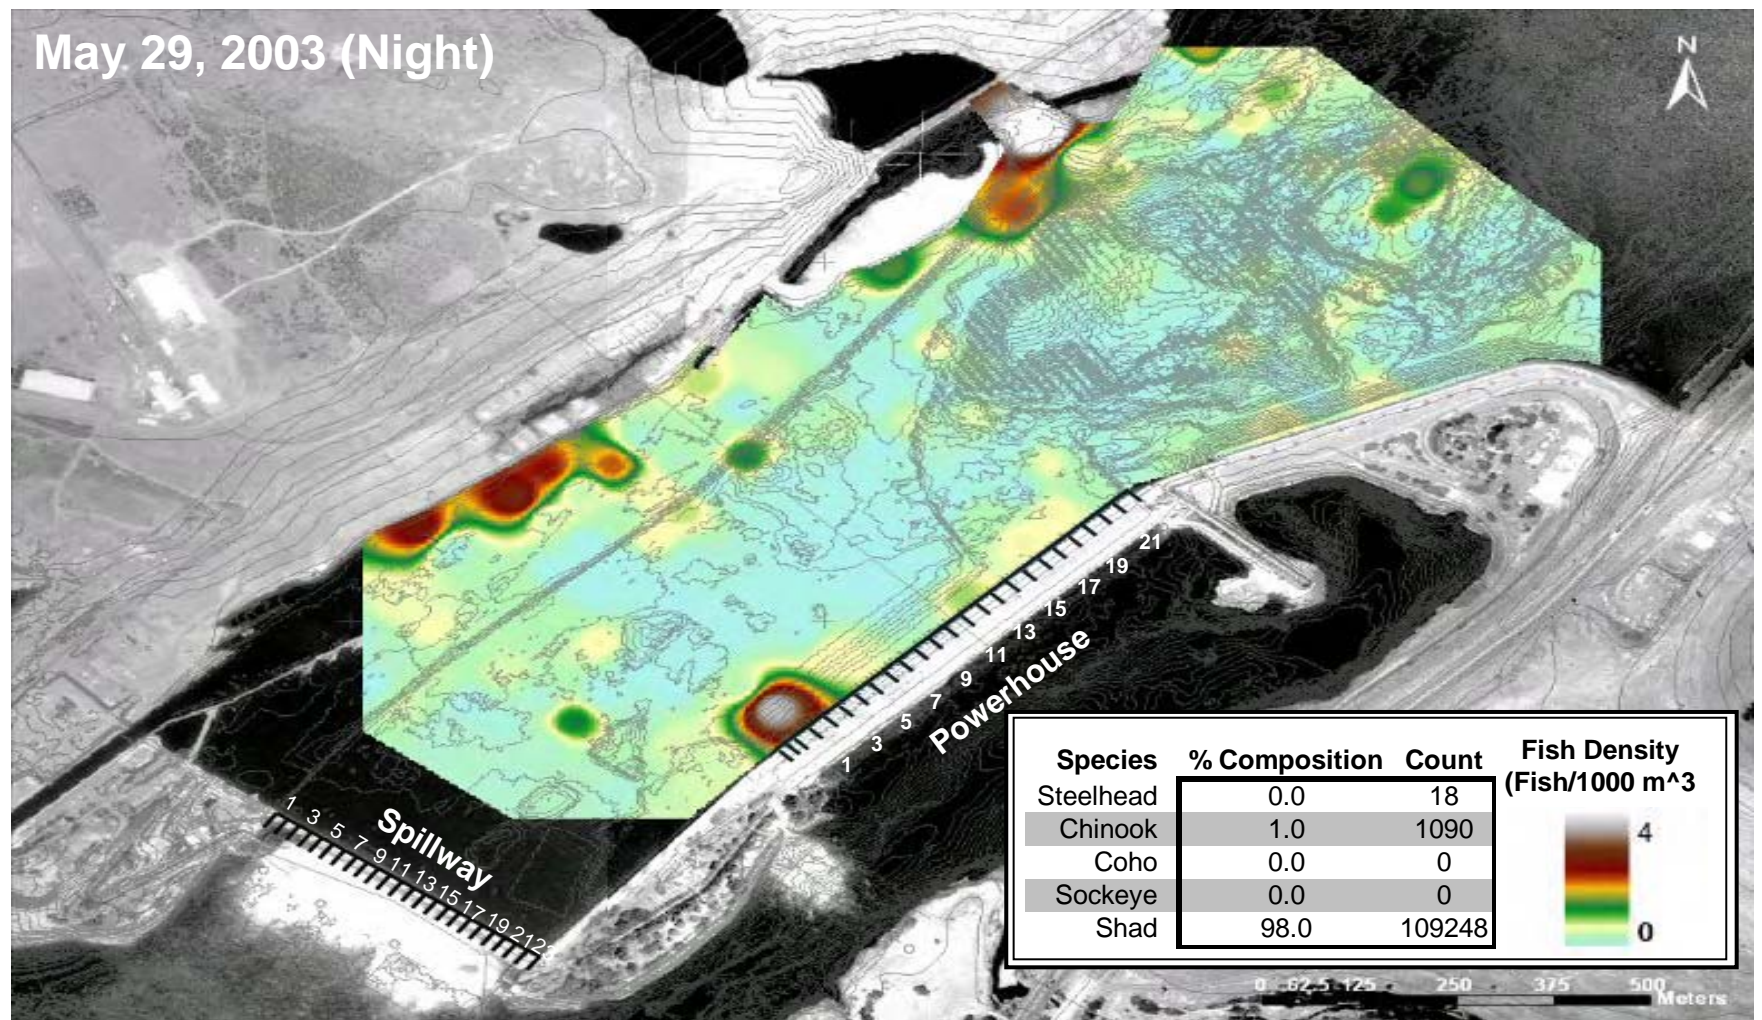 May 29, 2003 (Night)
N
21
19
17
15
13
11
9
7
5
3
1
Powerhouse
Spillway
1 3 5 7 9 11 13 15 17 19 21
Species % Composition Count
Steelhead 0.0 18
Chinook 1.0 1090
Coho 0.0 0
Sockeye 0.0 0
Shad 98.0 109248
Fish Density
(Fish/1000 m^3
4
0
0 62.5 125 250 375 500
Meters